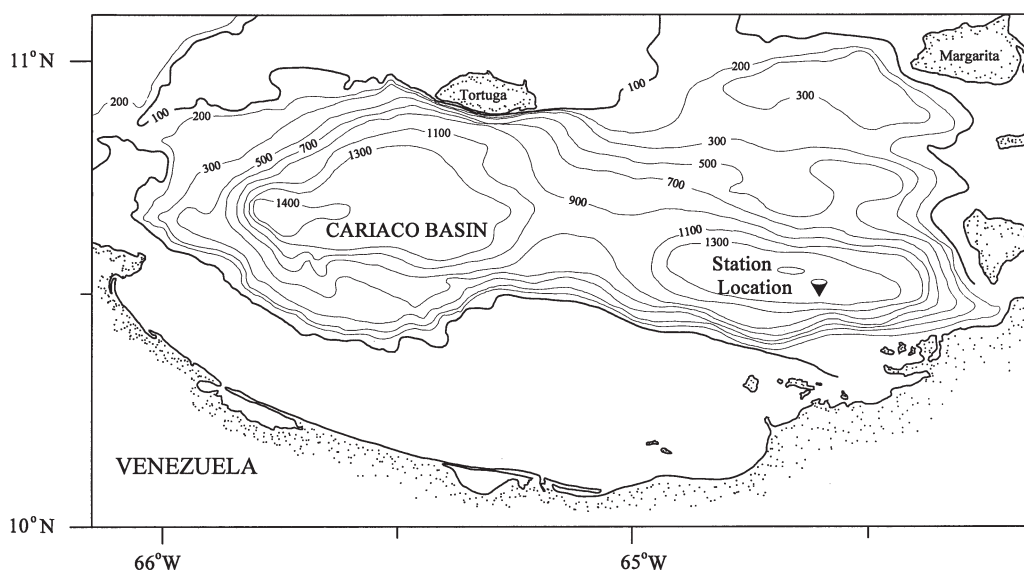 11°N
Margarita
200
Tortuga
100
300
200
100
200
1100
300
700
1300
500
300
500
700
1400
900
CARIACO BASIN
1100
1300
Station
Location
VENEZUELA
10°N
66°W
65°W